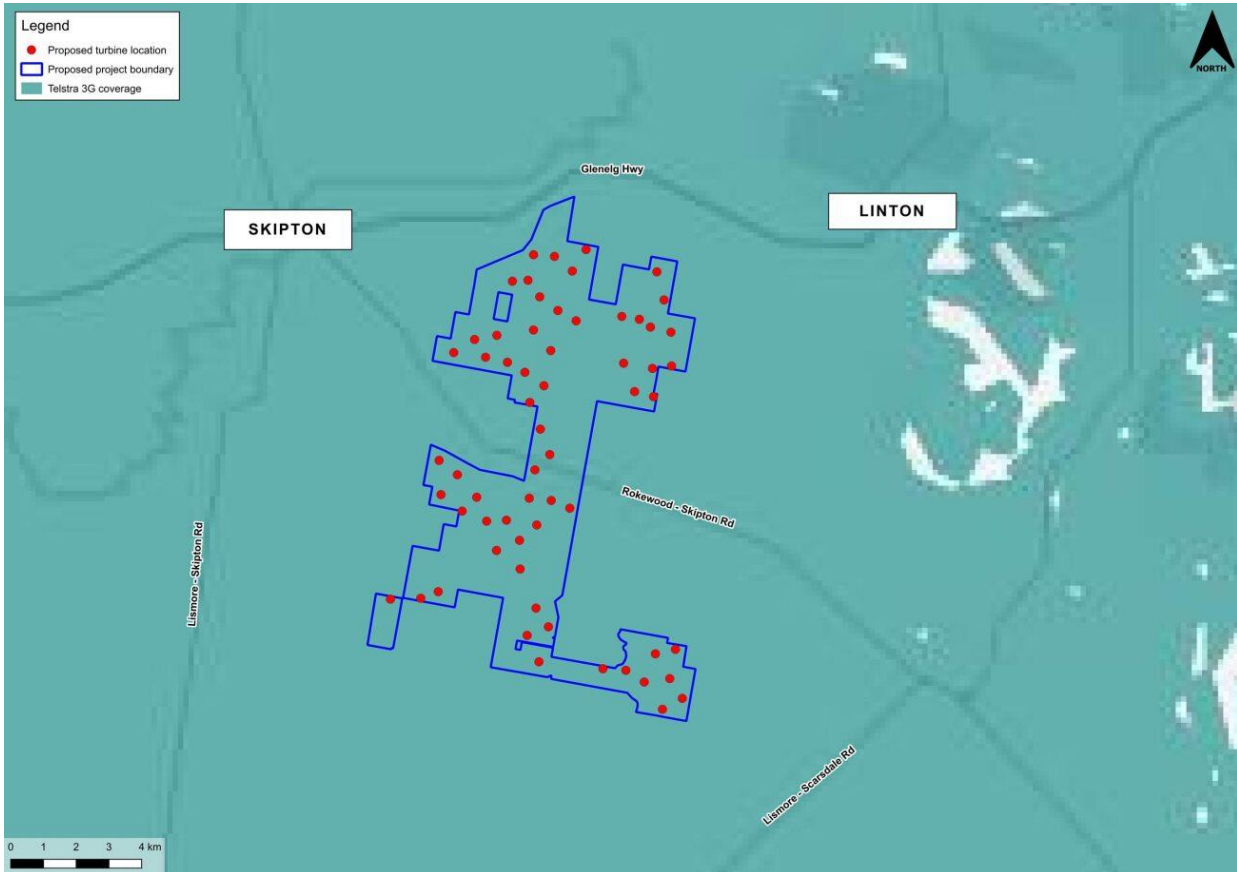 Legend
Proposed turbine location
Proposed project boundary
Telstra 3G coverage
NORTH
Glenelg Hwy
SKIPTON
LINTON
Rokewood - Skipton Rd
Lismore - Skipton Rd
Lismore - Scarsdale Rd
0 1 2 3 4 km